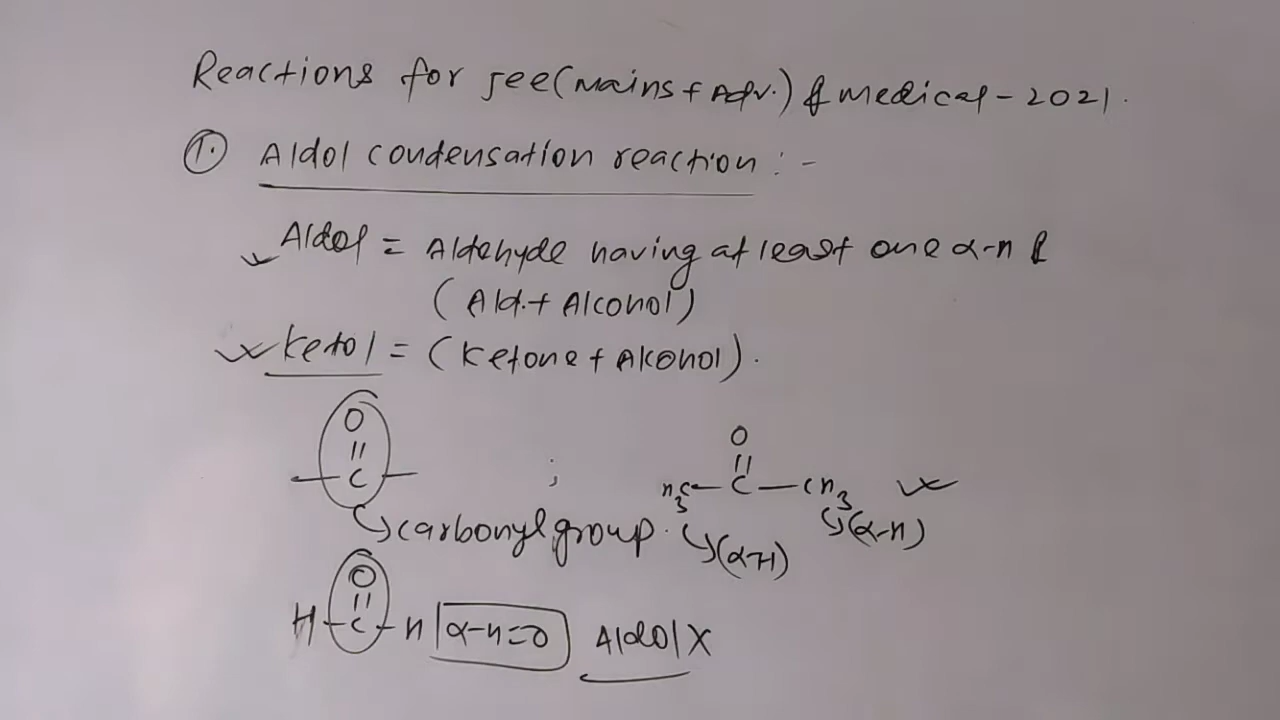 Reactions for Jee (Mains + Adv.) & Medical - 2021.
1. Aldol condensation reaction : -
Aldol = Aldehyde having at least one α-H &
(Ald. + Alcohol)
Ketol = (Ketone + Alcohol).
O O
|| ; ||
— C — H₃C — C — CH₃
carbonyl group. (α-H) (α-H)
O
||
H — C — H α-H=0 Aldol X